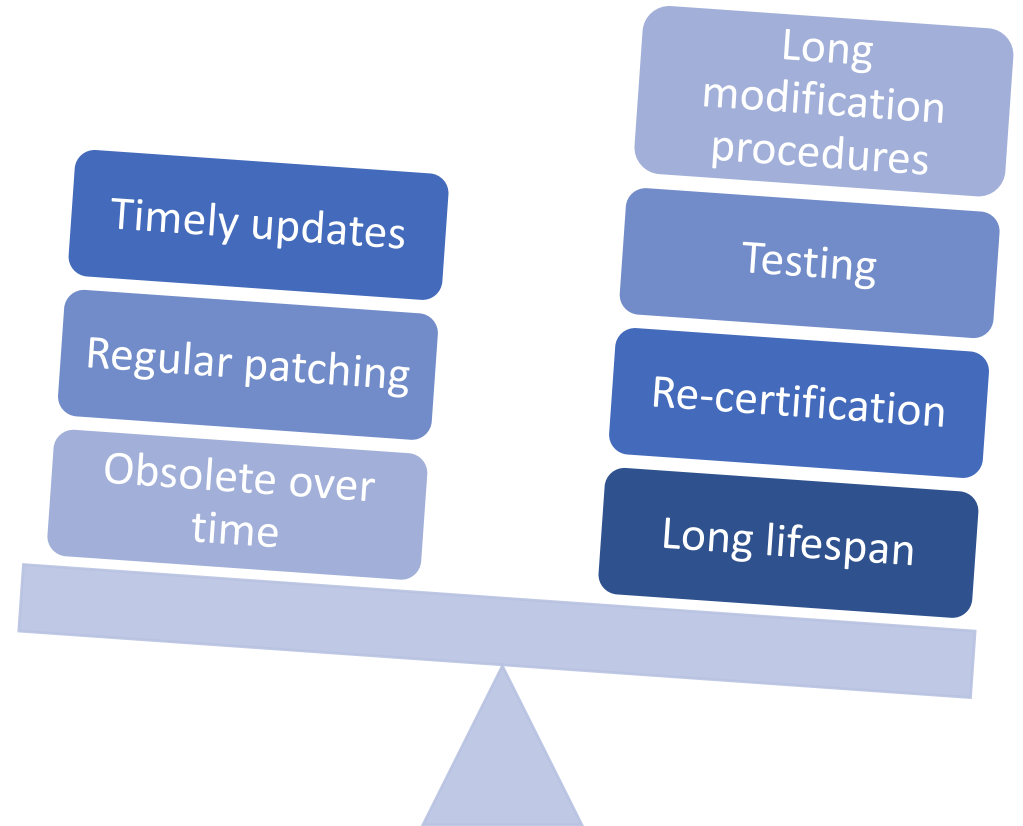 Timely updates
Regular patching
Obsolete over
time
Long
modification
procedures
Testing
Re-certification
Long lifespan